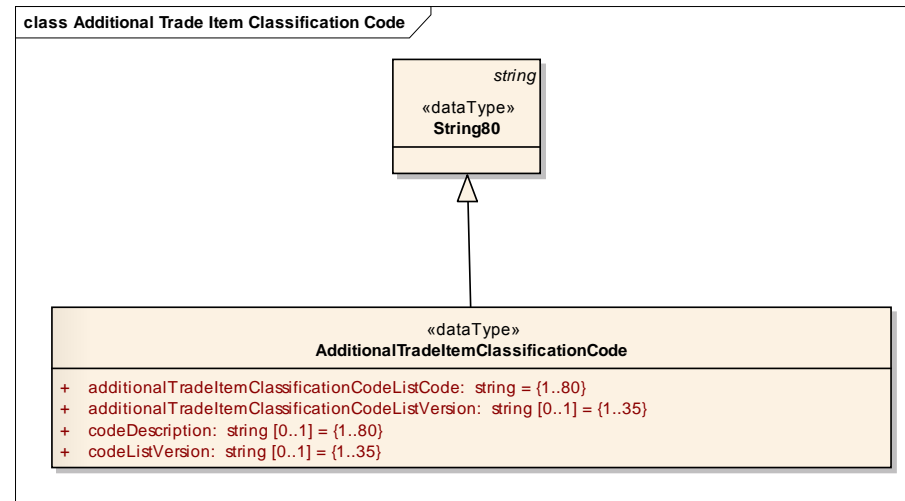 class Additional Trade Item Classification Code
string
«dataType»
String80
«dataType»
AdditionalTradeItemClassificationCode
+ additionalTradeItemClassificationCodeListCode: string = {1..80}
+ additionalTradeItemClassificationCodeListVersion: string [0..1] = {1..35}
+ codeDescription: string [0..1] = {1..80}
+ codeListVersion: string [0..1] = {1..35}